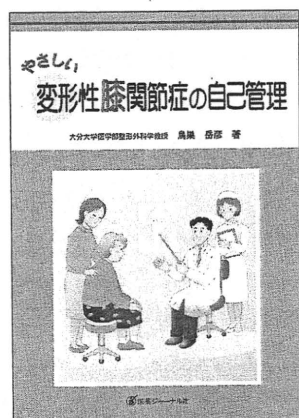 やさしい
変形性膝関節症の自己管理
大分大学医学部整形外科学教授 鳥巣 岳彦 著
医薬ジャーナル社